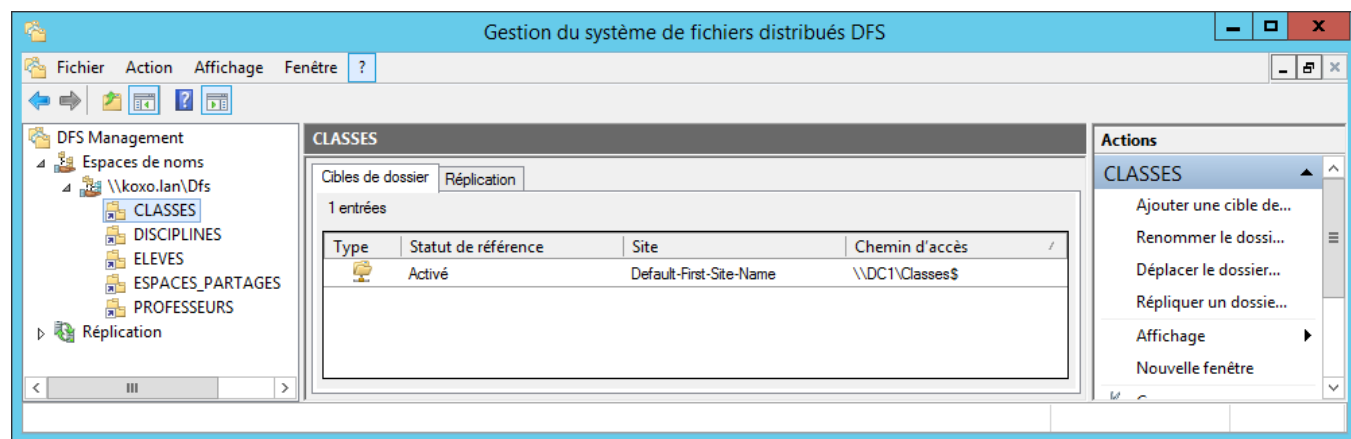 Gestion du système de fichiers distribués DFS
Fichier Action Affichage Fenêtre ?
DFS Management
Espaces de noms
\\koxo.lan\Dfs
CLASSES
DISCIPLINES
ELEVES
ESPACES_PARTAGES
PROFESSEURS
Réplication
CLASSES
Cibles de dossier Réplication
1 entrées
Type Statut de référence Site Chemin d'accès
Activé Default-First-Site-Name \\DC1\Classes$
Actions
CLASSES
Ajouter une cible de...
Renommer le dossi...
Déplacer le dossier...
Répliquer un dossie...
Affichage
Nouvelle fenêtre